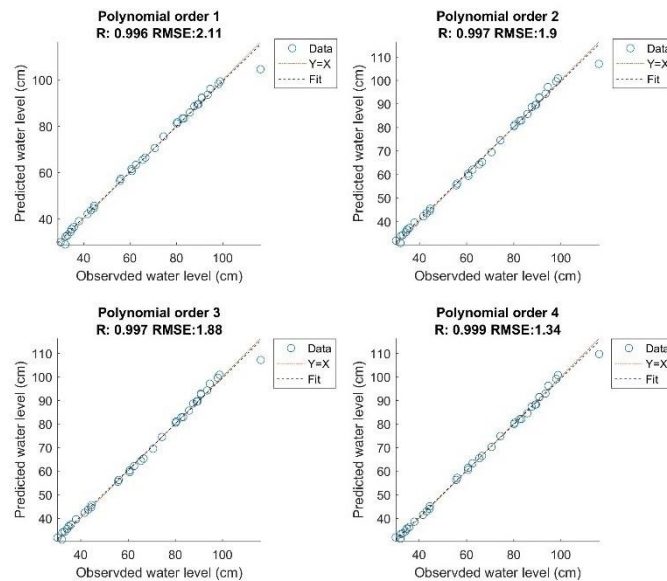 Polynomial order 1
R: 0.996 RMSE:2.11
100
80
60
40
Predicted water level (cm)
40 60 80 100
Observded water level (cm)
Data
Y=X
Fit
Polynomial order 2
R: 0.997 RMSE:1.9
110
100
90
80
70
60
50
40
Predicted water level (cm)
40 60 80 100
Observded water level (cm)
Data
Y=X
Fit
Polynomial order 3
R: 0.997 RMSE:1.88
110
100
90
80
70
60
50
40
Predicted water level (cm)
40 60 80 100
Observded water level (cm)
Data
Y=X
Fit
Polynomial order 4
R: 0.999 RMSE:1.34
110
100
90
80
70
60
50
40
Predicted water level (cm)
40 60 80 100
Observded water level (cm)
Data
Y=X
Fit